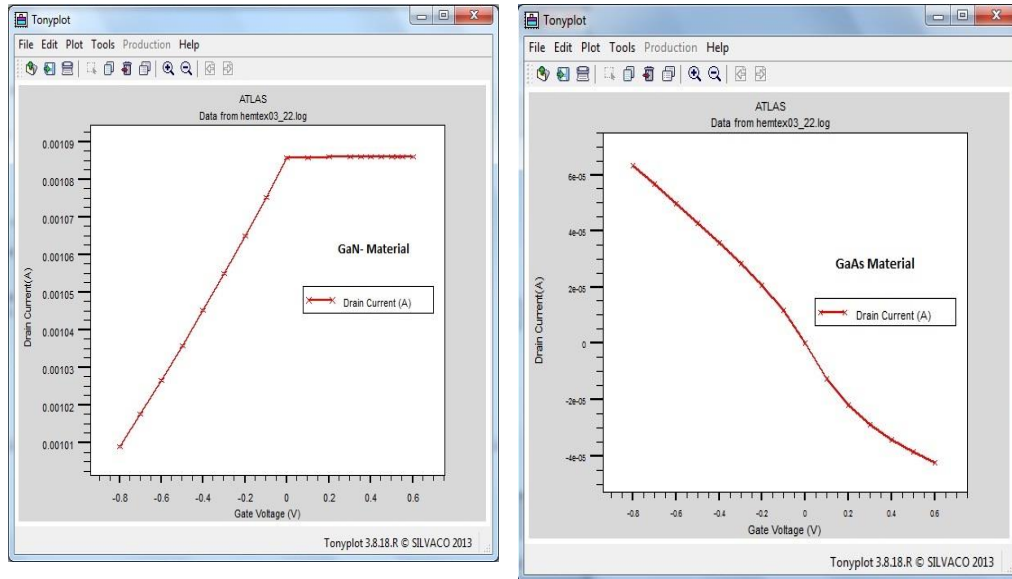 Tonyplot
File Edit Plot Tools Production Help
ATLAS
Data from hemtex03_22.log
0.00109
0.00108
0.00107
0.00106
0.00105
0.00104
0.00103
0.00102
0.00101
Drain Current(A)
GaN- Material
Drain Current (A)
-0.8 -0.6 -0.4 -0.2 0 0.2 0.4 0.6
Gate Voltage (V)
Tonyplot 3.8.18.R © SILVACO 2013
Tonyplot
File Edit Plot Tools Production Help
ATLAS
Data from hemtex03_22.log
6e-05
4e-05
2e-05
0
-2e-05
-4e-05
Drain Current(A)
GaAs Material
Drain Current (A)
-0.8 -0.6 -0.4 -0.2 0 0.2 0.4 0.6
Gate Voltage (V)
Tonyplot 3.8.18.R © SILVACO 2013